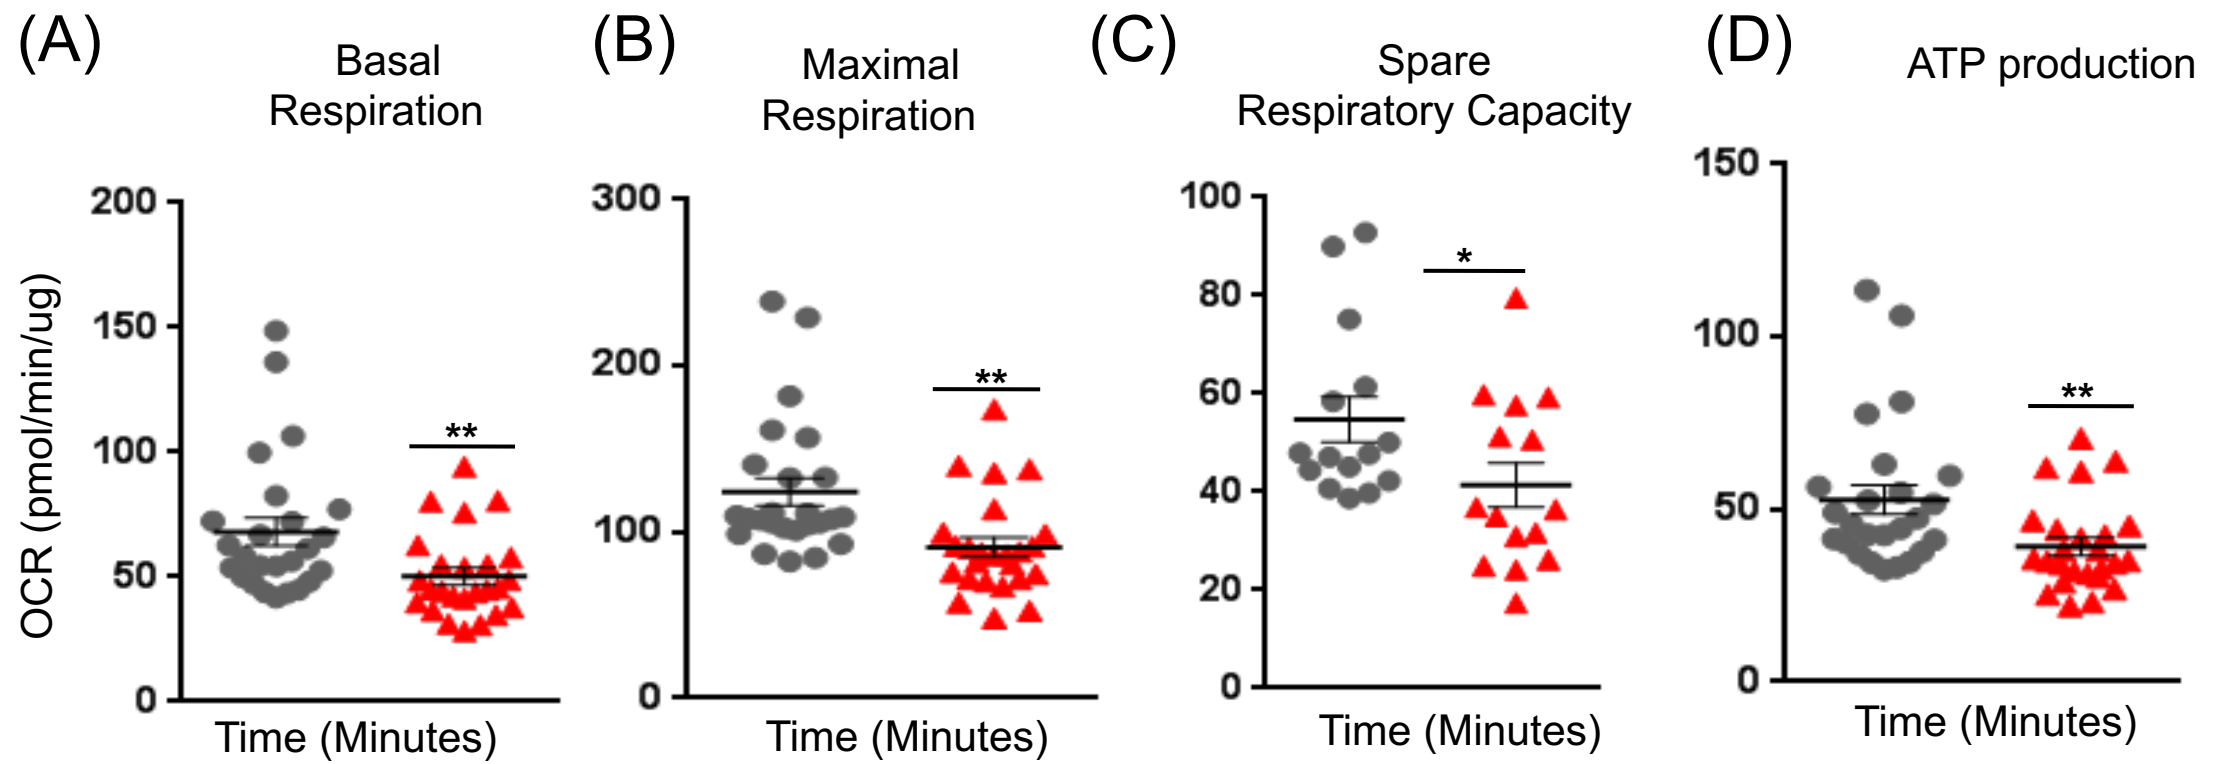 (A)
Basal
Respiration
(B)
Maximal
Respiration
(C)
Spare
Respiratory Capacity
(D)
ATP production
OCR (pmol/min/ug)
200
150
100
50
0
**
Time (Minutes)
300
200
100
0
**
Time (Minutes)
100
80
60
40
20
0
*
Time (Minutes)
150
100
50
0
**
Time (Minutes)